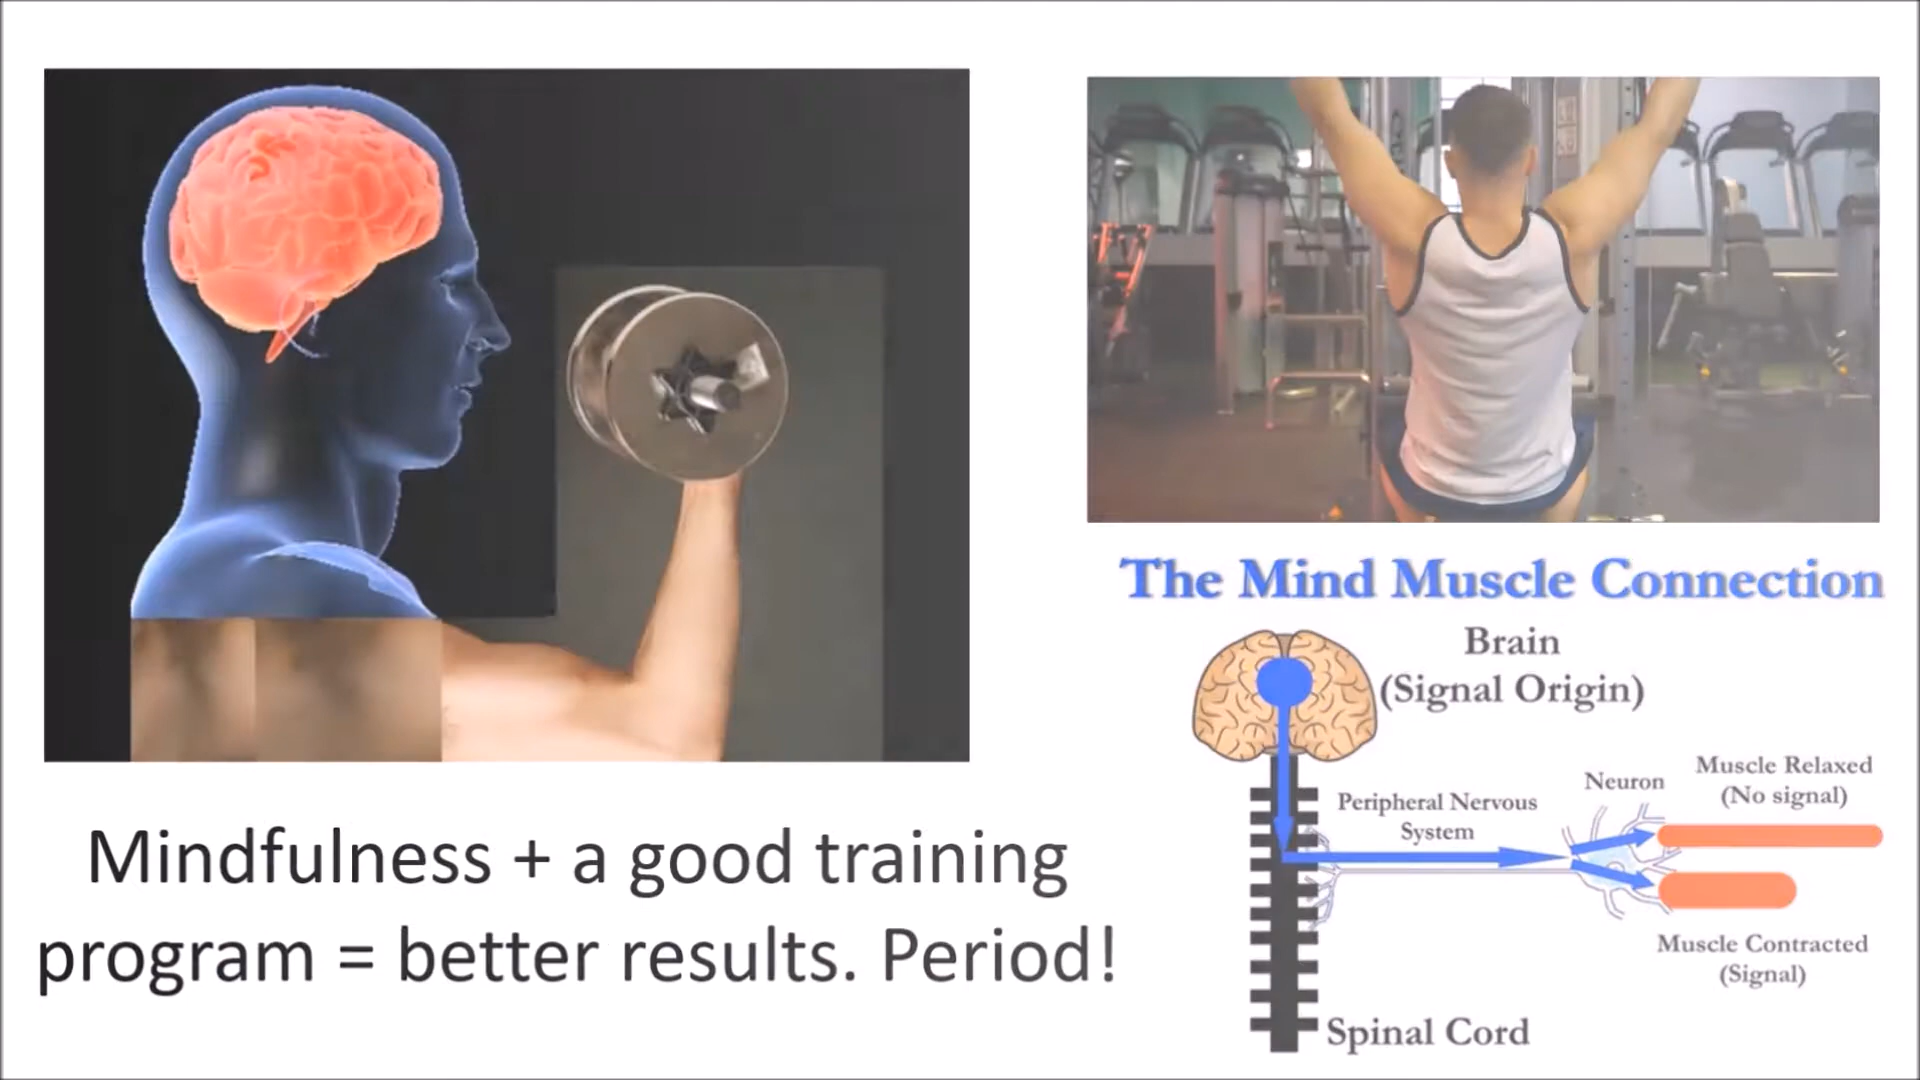 Mindfulness + a good training
program = better results. Period!
The Mind Muscle Connection
Brain
(Signal Origin)
Peripheral Nervous
System
Neuron
Muscle Relaxed
(No signal)
Muscle Contracted
(Signal)
Spinal Cord